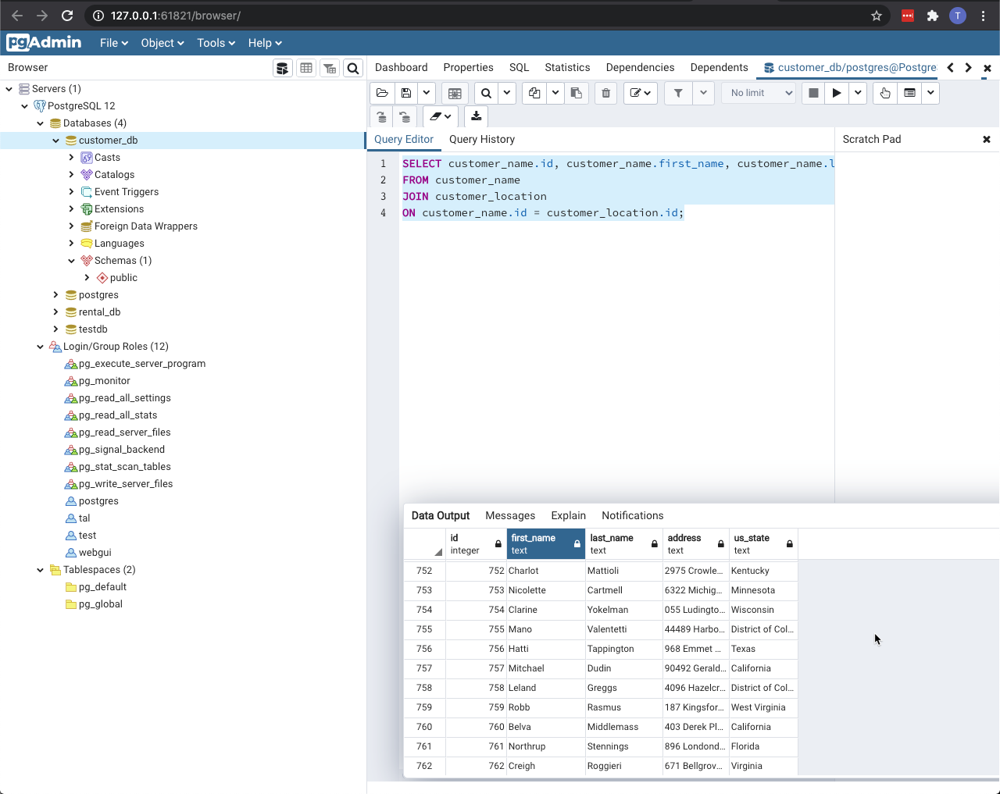 127.0.0.1:61821/browser/
T
pgAdmin File Object Tools Help
Browser
Dashboard Properties SQL Statistics Dependencies Dependents customer_db/postgres@Postgre
Servers (1)
PostgreSQL 12
Databases (4)
customer_db
Casts
Catalogs
Event Triggers
Extensions
Foreign Data Wrappers
Languages
Schemas (1)
public
postgres
rental_db
testdb
Login/Group Roles (12)
pg_execute_server_program
pg_monitor
pg_read_all_settings
pg_read_all_stats
pg_read_server_files
pg_signal_backend
pg_stat_scan_tables
pg_write_server_files
postgres
tal
test
webgui
Tablespaces (2)
pg_default
pg_global
No limit
Query Editor Query History
Scratch Pad
1 SELECT customer_name.id, customer_name.first_name, customer_name.l
2 FROM customer_name
3 JOIN customer_location
4 ON customer_name.id = customer_location.id;
Data Output Messages Explain Notifications
id first_name last_name address us_state
integer text text text text
752 752 Charlot Mattioli 2975 Crowle... Kentucky
753 753 Nicolette Cartmell 6322 Michig... Minnesota
754 754 Clarine Yokelman 055 Ludingto... Wisconsin
755 755 Mano Valentetti 44489 Harbo... District of Col...
756 756 Hatti Tappington 968 Emmet ... Texas
757 757 Mitchael Dudin 90492 Gerald... California
758 758 Leland Greggs 4096 Hazelcr... District of Col...
759 759 Robb Rasmus 187 Kingsfor... West Virginia
760 760 Belva Middlemass 403 Derek Pl... California
761 761 Northrup Stennings 896 Londond... Florida
762 762 Creigh Roggieri 671 Bellgrov... Virginia